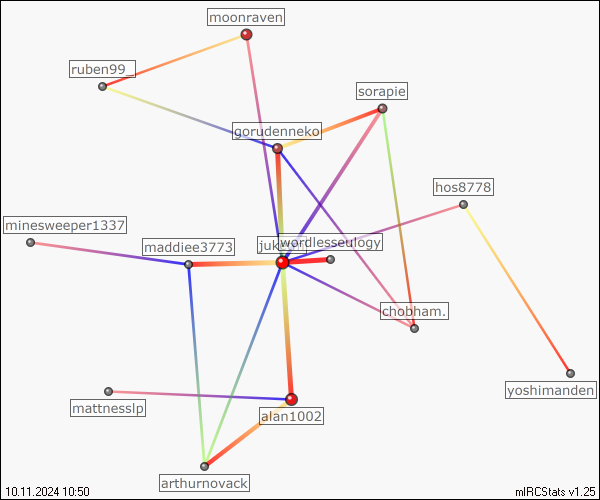 moonraven
ruben99_
sorapie
gorudenneko
hos8778
minesweeper1337
maddiee3773
wordlesseulogy
chobham.
yoshimanden
mattnesslp
alan1002
arthurnovack
10.11.2024 10:50
mIRCStats v1.25